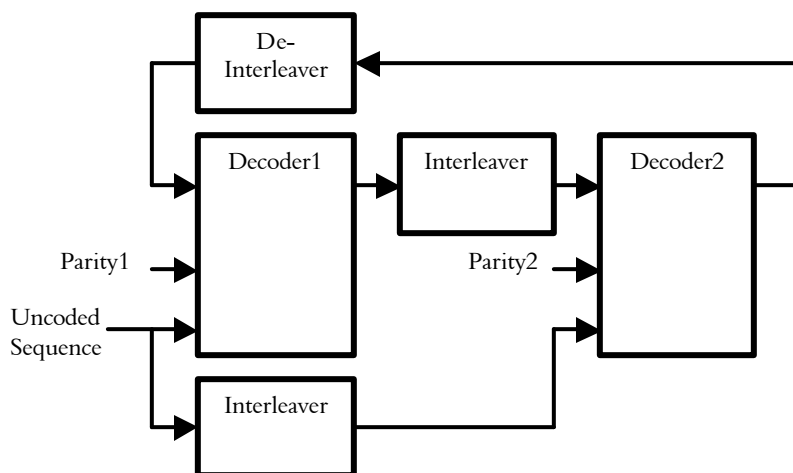 De-
Interleaver
Decoder1
Interleaver
Decoder2
Parity1
Parity2
Uncoded
Sequence
Interleaver